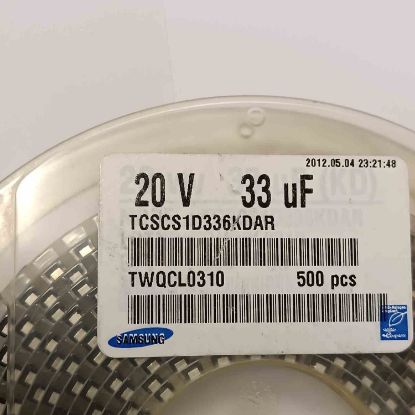 2012.05.04 23:21:48
20 V 33 uF
TCSCS1D336KDAR
TWQCL0310 500 pcs
SAMSUNG